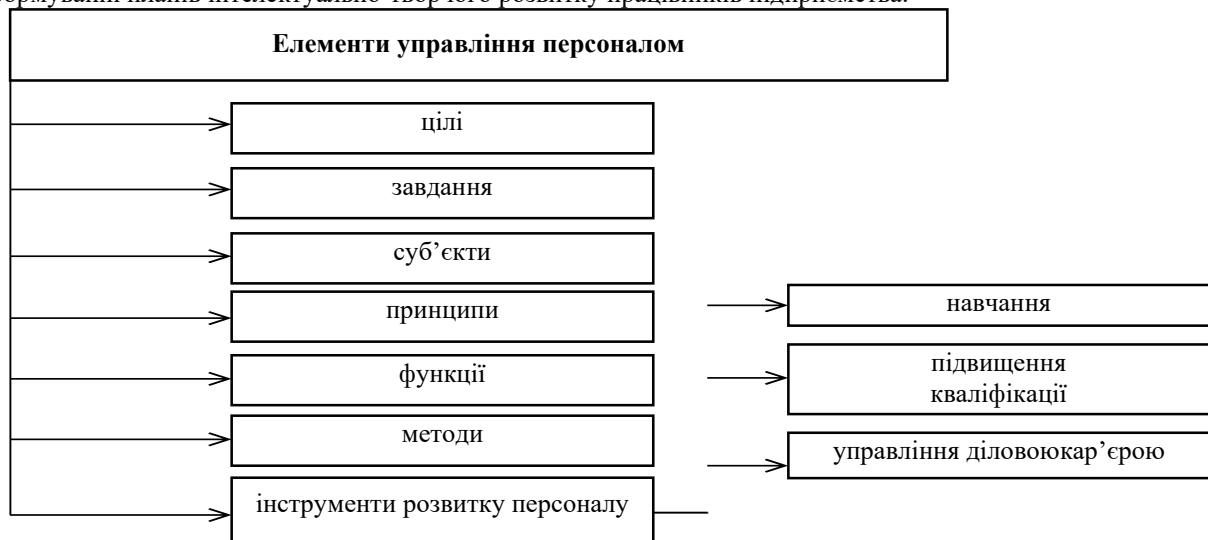 формуванні планів інтелектуально-творчого розвитку працівників підприємства.
Елементи управління персоналом
цілі
завдання
суб’єкти
принципи
функції
методи
інструменти розвитку персоналу
навчання
підвищення
кваліфікації
управління діловоюкар’єрою